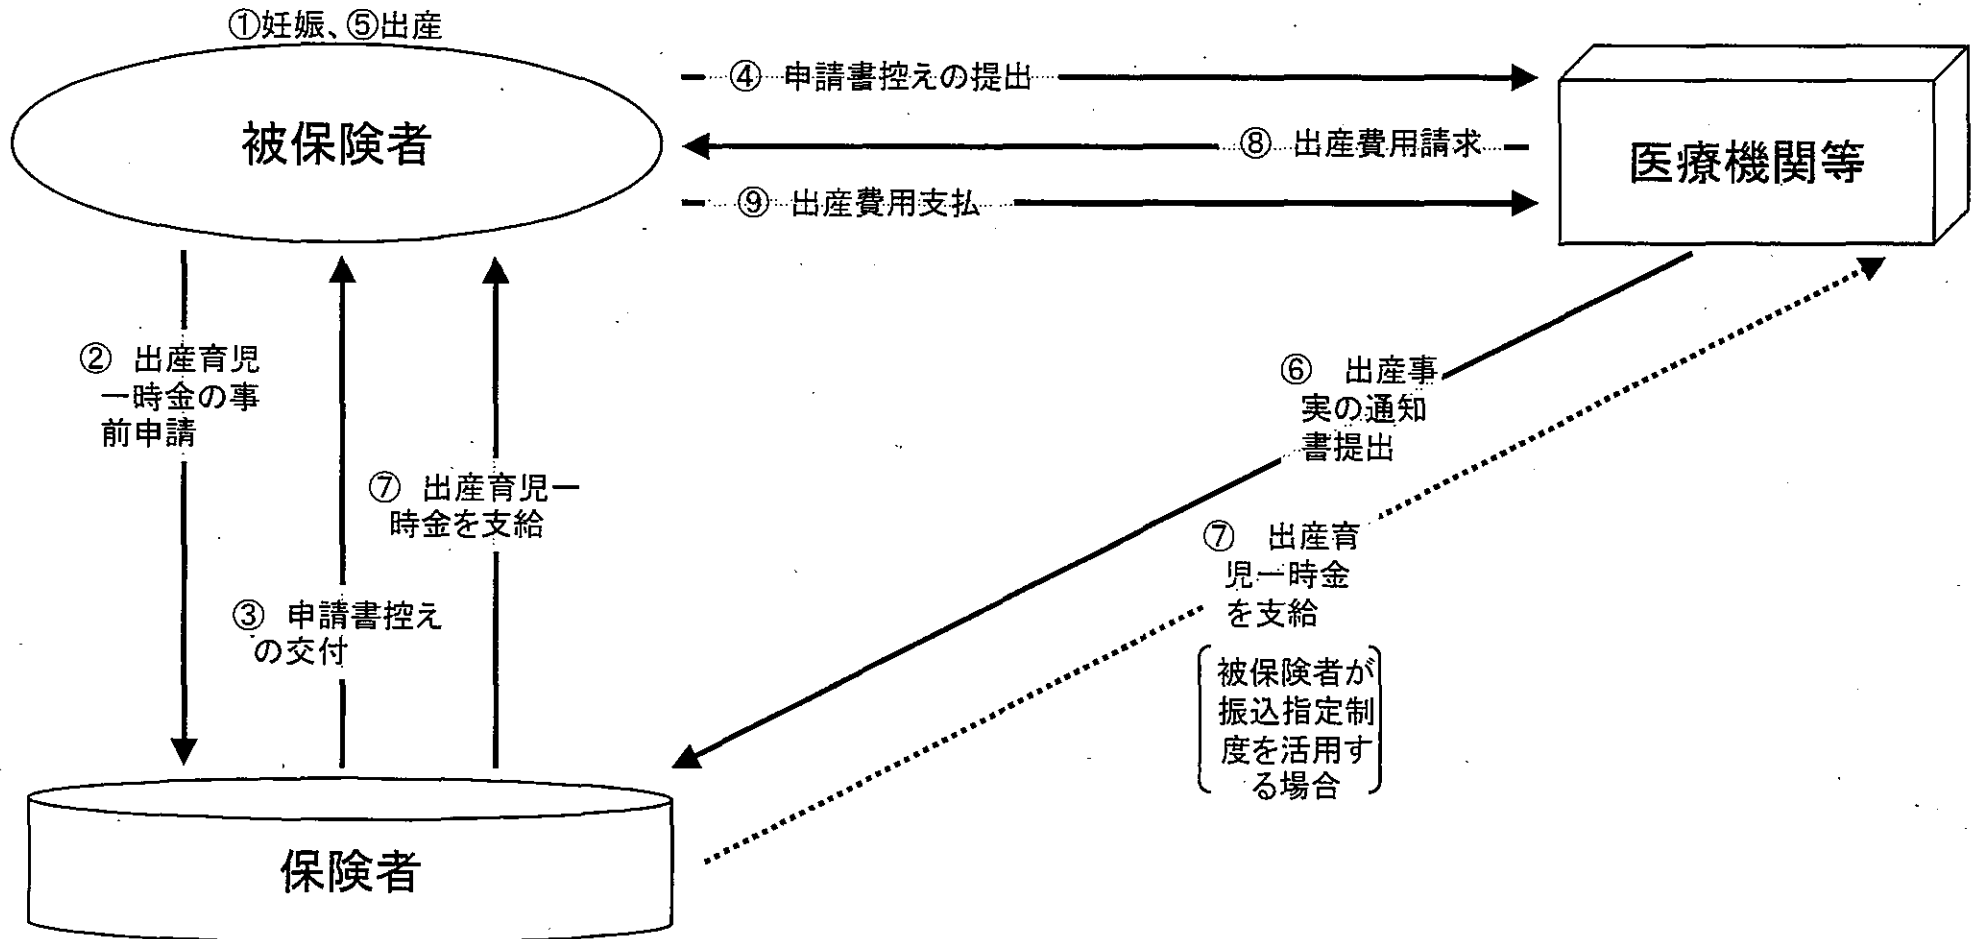 ①妊娠、⑤出産
被保険者
④ 申請書控えの提出
⑧ 出産費用請求
⑨ 出産費用支払
医療機関等
② 出産育児
一時金の事
前申請
③ 申請書控え
の交付
⑦ 出産育児一
時金を支給
⑥ 出産事
実の通知
書提出
⑦ 出産育
児一時金
を支給
被保険者が
振込指定制
度を活用す
る場合
保険者